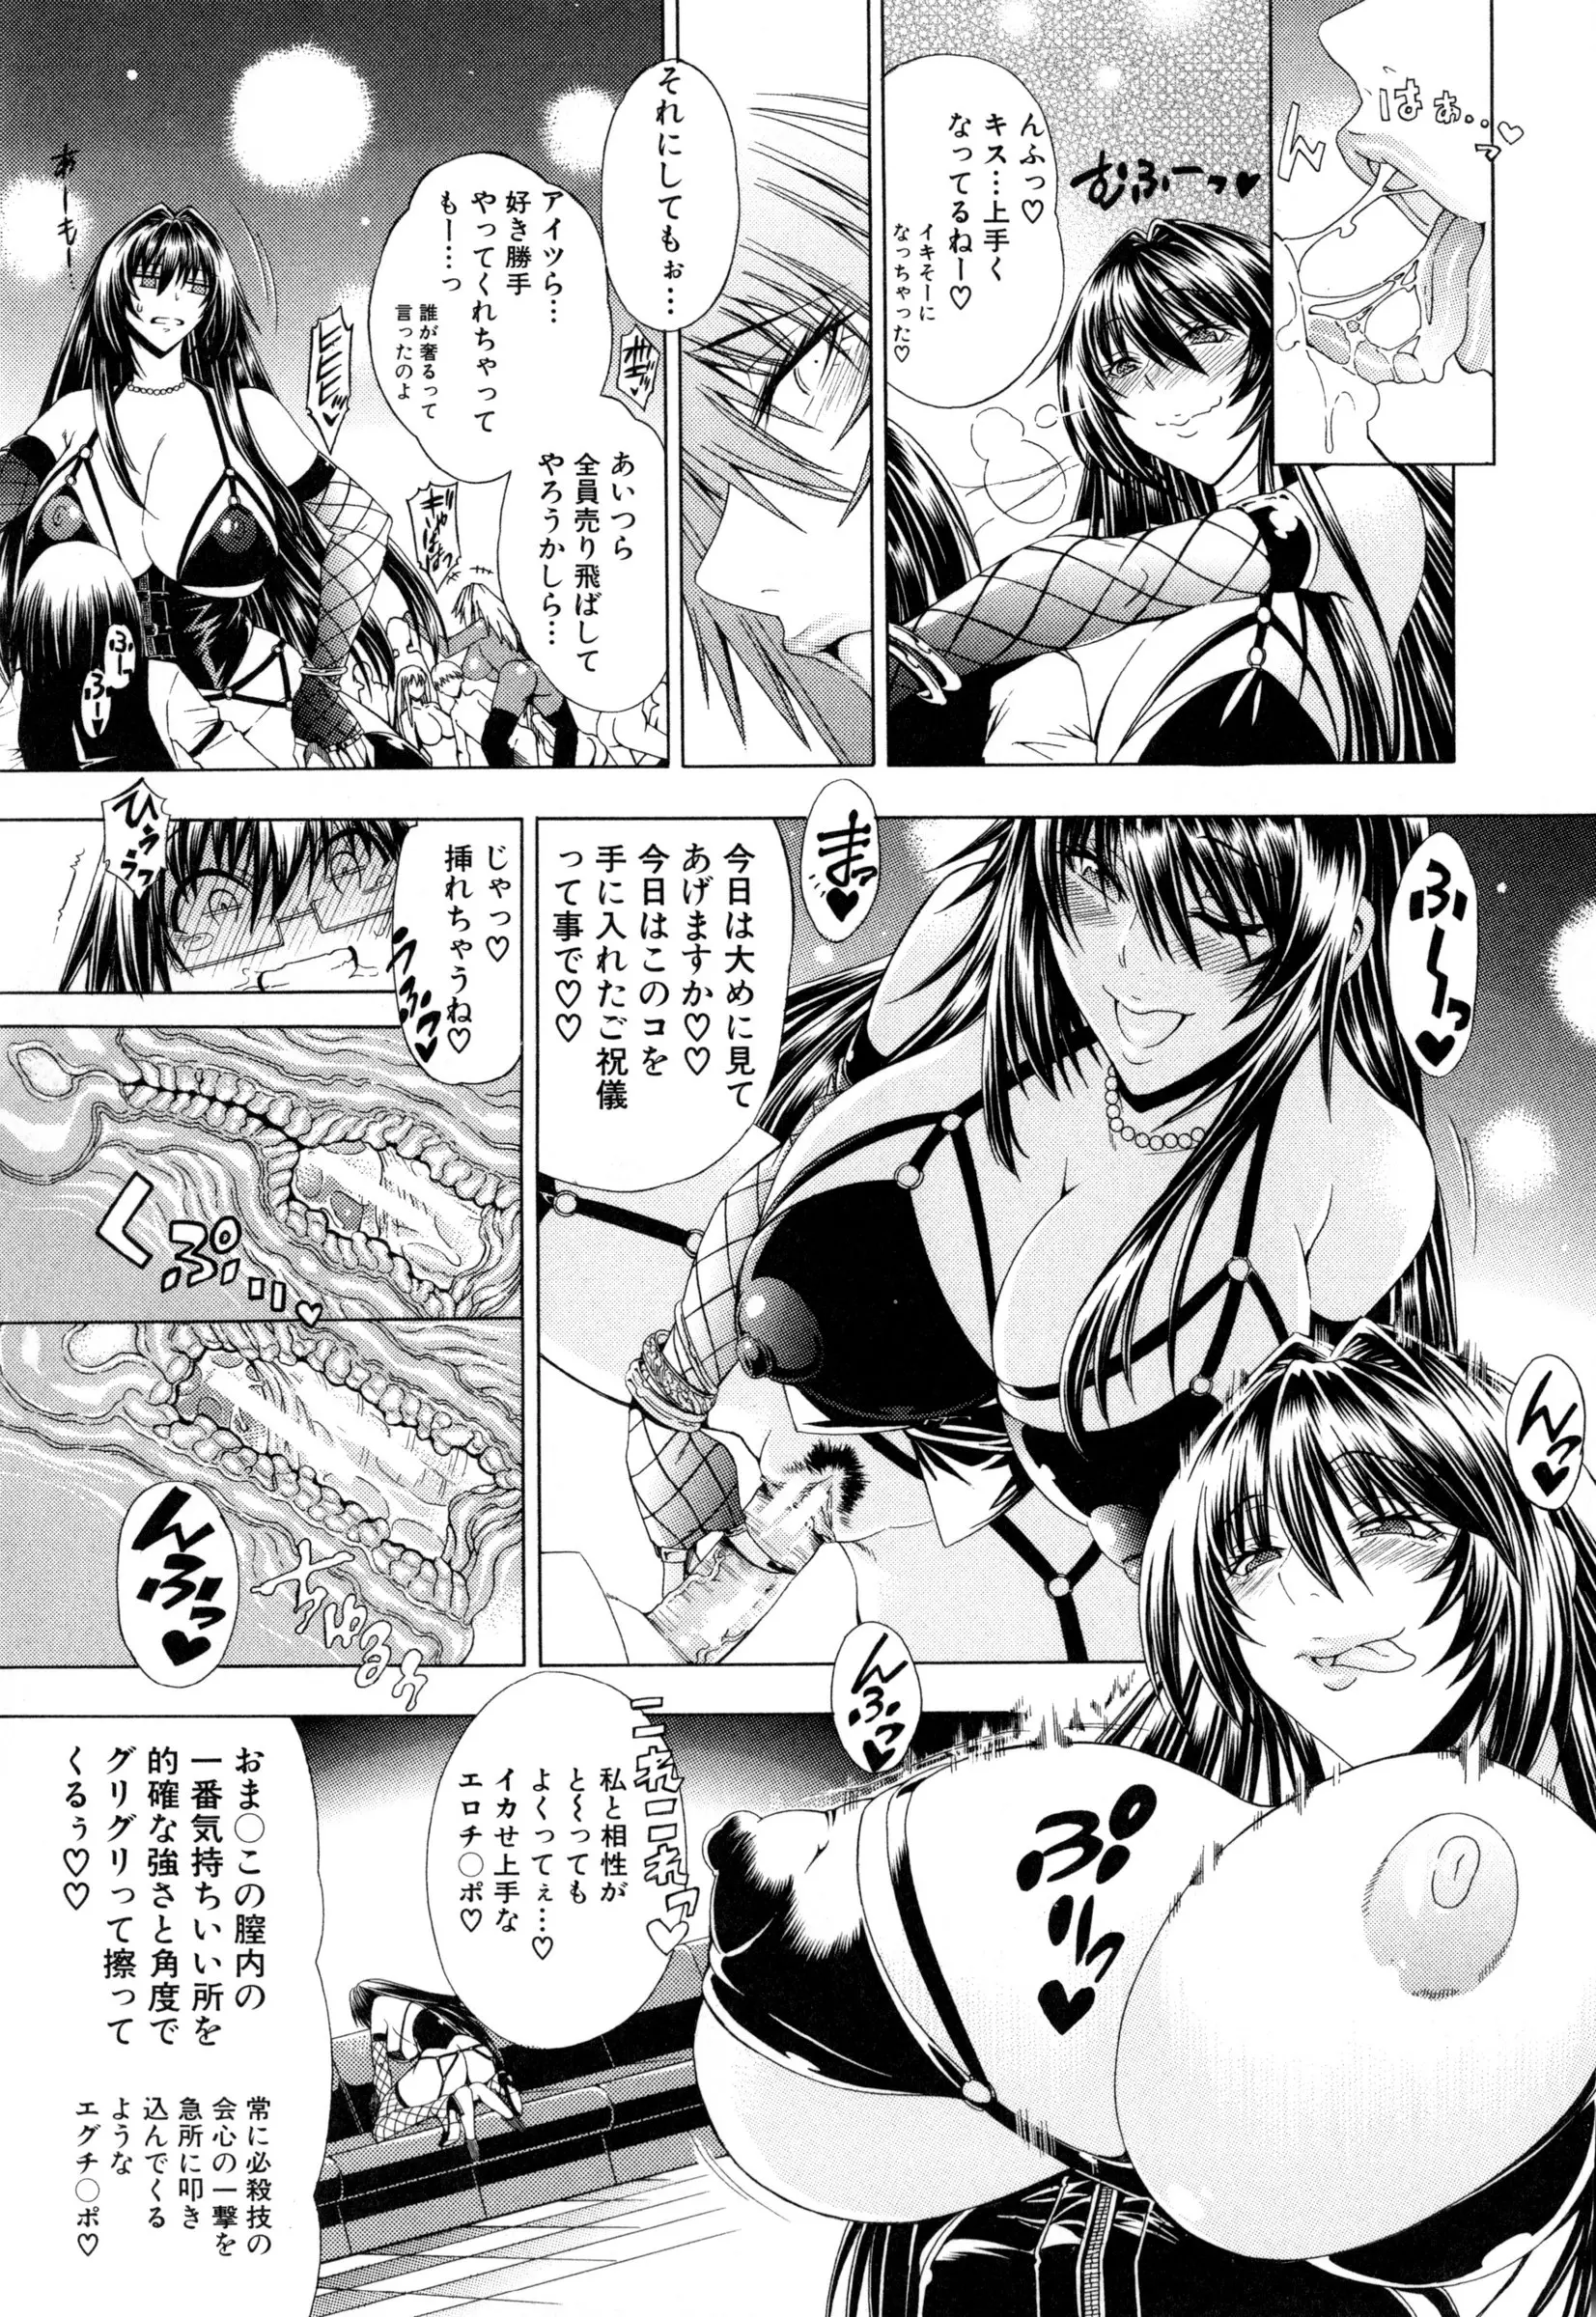 はぁ‥っ♡
ん
むふーっ♥
んふっ♡
キス…上手く
なってるねー♡
イキそーに
なっちゃった♡
それにしてもぉ…
アイツら…
好き勝手
やってくれちゃって
もー…っ
誰が奢るって
言ったのよ
あいつら
全員売り飛ばして
やろうかしら…
あーもー…
ふー
ふー♥
ふ〜っ♥
まっ♥
今日は大めに見て
あげますか♡♡
今日はこのコを
手に入れたご祝儀
って事で♡♡
じゃっ♡
挿れちゃうね♡
うふふっ♥
ひぅぅっ
くぷ‥♡
んふっ♥
んっ♥
んふっ♥
ぷりっ♥
これこれっ♡
私と相性が
と〜っても
よくってぇ…♡
イカせ上手な
エロチ○ポ♡
おま○この膣内の
一番気持ちいい所を
的確な強さと角度で
グリグリって擦って
くるぅ♡♡
常に必殺技の
会心の一撃を
急所に叩き
込んでくる
ような
エグチ○ポ♡